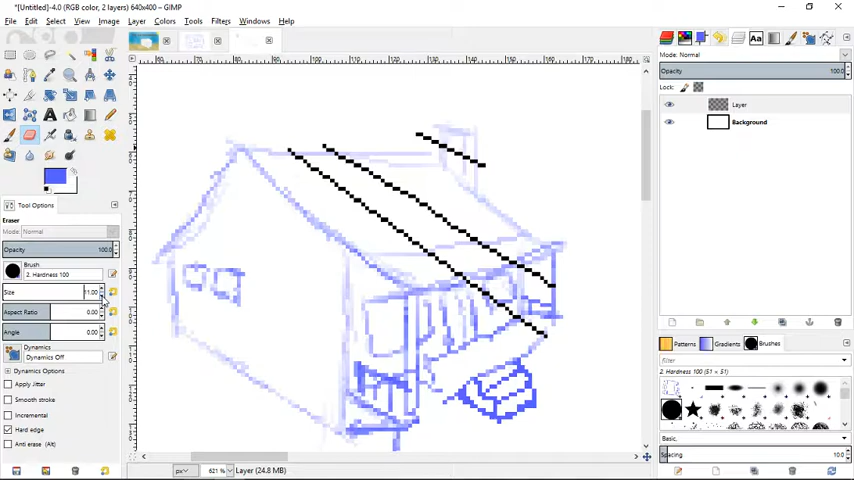 *[Untitled]-4.0 (RGB color, 2 layers) 640x400 – GIMP
File Edit Select View Image Layer Colors Tools Filters Windows Help
Tool Options
Eraser
Mode: Normal
Opacity 100.0
Brush
2. Hardness 100
Size 11.00
Aspect Ratio 0.00
Angle 0.00
Dynamics
Dynamics Off
Dynamics Options
Apply Jitter
Smooth stroke
Incremental
Hard edge
Anti erase (Alt)
px 621 % Layer (24.8 MB)
Mode: Normal
Opacity 100.0
Lock:
Layer
Background
Patterns Gradients Brushes
filter
2. Hardness 100 (51 × 51)
Basic,
Spacing 10.0